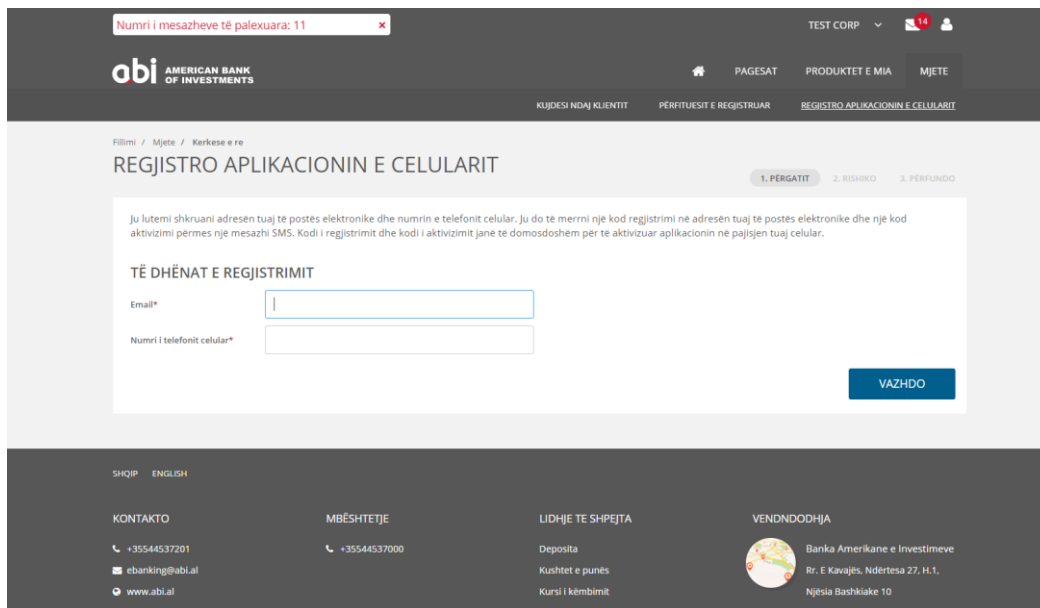 Numri i mesazheve të palexuara: 11 ×
TEST CORP 14
abi AMERICAN BANK
OF INVESTMENTS
PAGESAT PRODUKTET E MIA MJETE
KUJDESI NDAJ KLIENTIT PËRFITUESIT E REGJISTRUAR REGJISTRO APLIKACIONIN E CELULARIT
Fillimi / Mjete / Kerkese e re
REGJISTRO APLIKACIONIN E CELULARIT
1. PËRGATIT 2. RISHIKO 3. PËRFUNDO
Ju lutemi shkruani adresën tuaj të postës elektronike dhe numrin e telefonit celular. Ju do të merrni një kod regjistrimi në adresën tuaj të postës elektronike dhe një kod
aktivizimi përmes një mesazhi SMS. Kodi i regjistrimit dhe kodi i aktivizimit janë të domosdoshëm për të aktivizuar aplikacionin në pajisjen tuaj celular.
TË DHËNAT E REGJISTRIMIT
Email*
Numri i telefonit celular*
VAZHDO
SHQIP ENGLISH
KONTAKTO
+35544537201
ebanking@abi.al
www.abi.al
MBËSHTETJE
+35544537000
LIDHJE TE SHPEJTA
Deposita
Kushtet e punës
Kursi i këmbimit
VENDNDODHJA
Banka Amerikane e Investimeve
Rr. E Kavajës, Ndërtesa 27, H.1,
Njësia Bashkiake 10